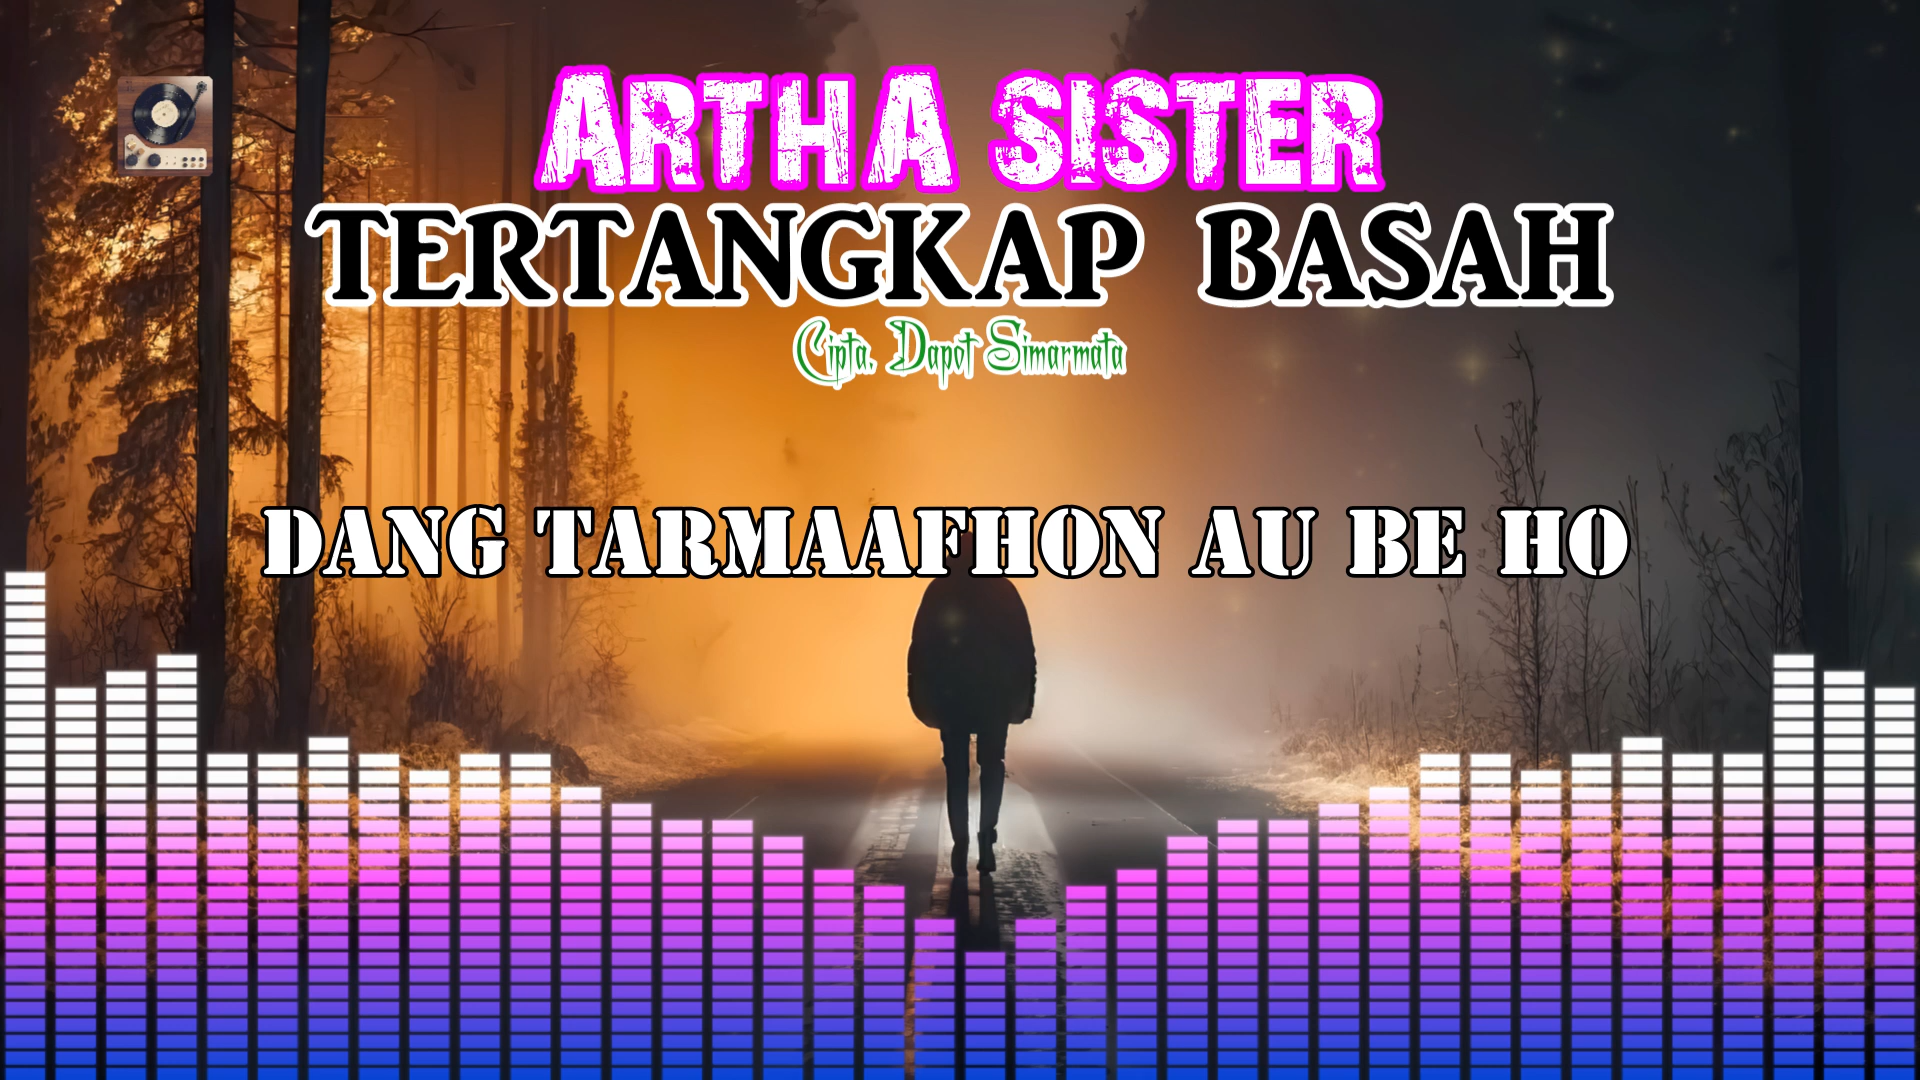 ARTHA SISTER
TERTANGKAP BASAH
Cipta. Dapot Simarmata
DANG TARMAAFHON AU BE HO